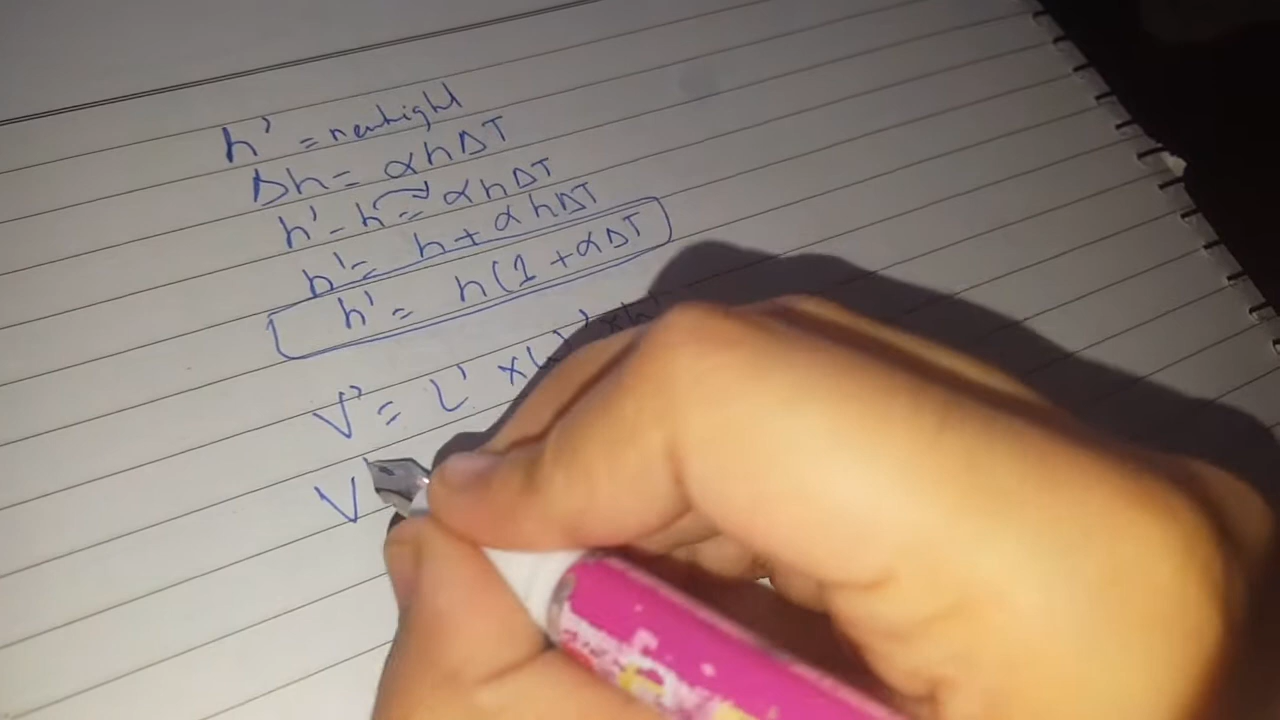 h' = newhight
Δh = αhΔT
h' - h = αhΔT
h' = h + αhΔT
h' = h(1 + αΔT
V' = L' × W' × h'
V